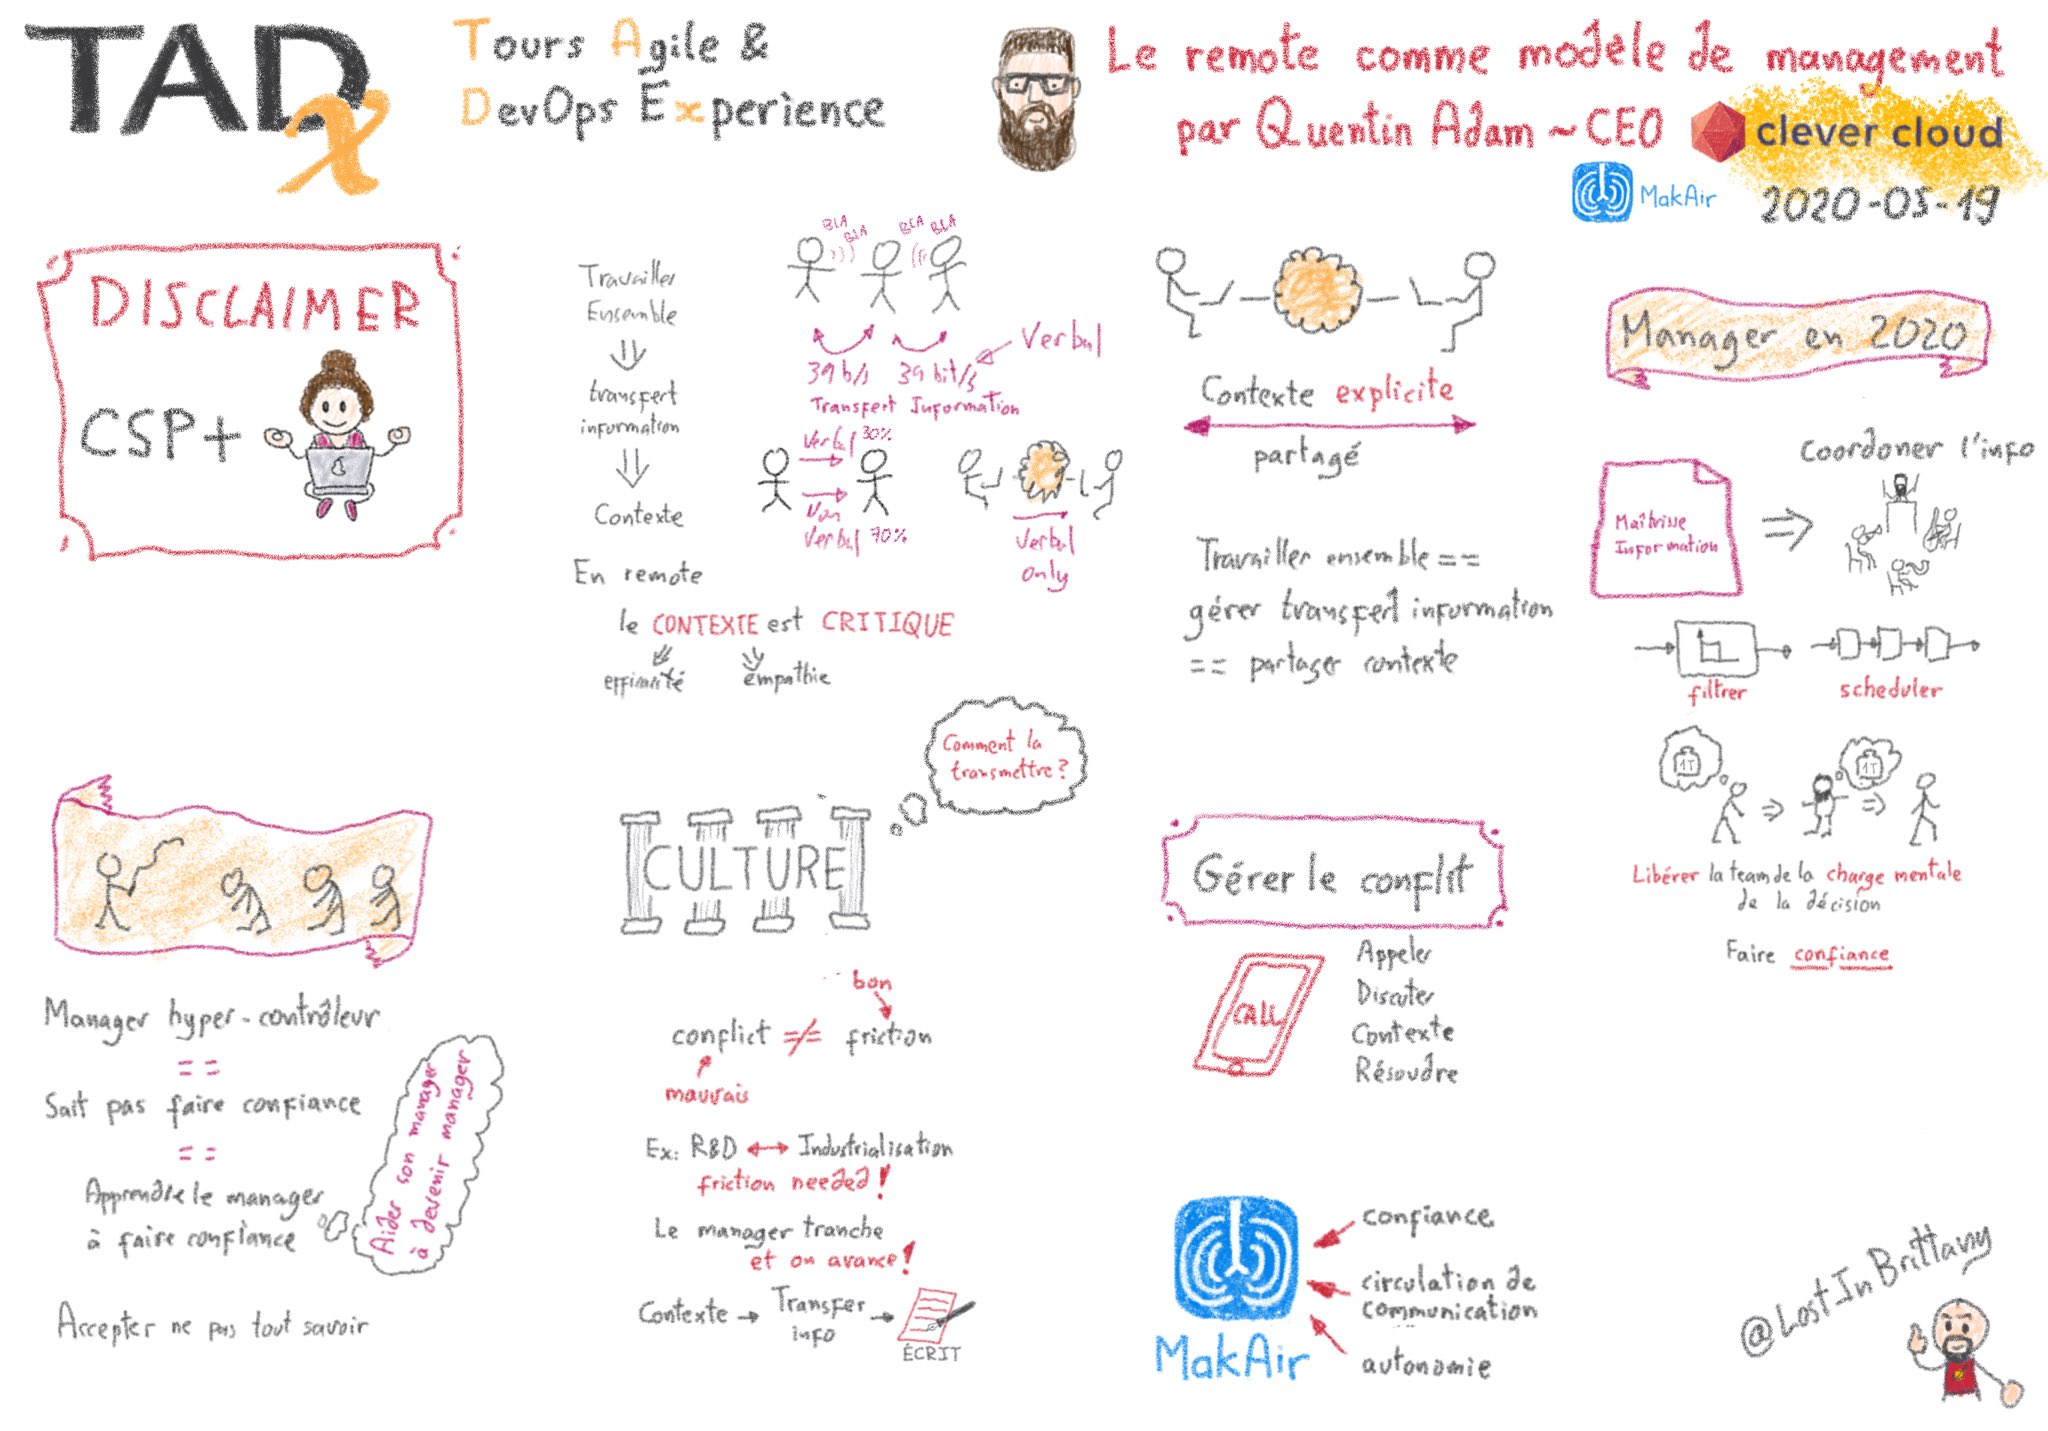 TADx
Tours Agile &
DevOps Experience
Le remote comme modèle de management
par Quentin Adam ~ CEO clever cloud
MakAir
2020-05-19
DISCLAIMER
CSP+
Travailler
Ensemble
⇓
transfert
information
⇓
Contexte
BLA
BLA
BLA
BLA
39 b/s
39 bit/s
Verbal
Transfert Information
Verbal 30%
Non
Verbal 70%
Verbal
only
En remote
le CONTEXTE est CRITIQUE
efficacité
empathie
Contexte explicite
partagé
Travailler ensemble ==
gérer transfert information
== partager contexte
Manager en 2020
Maîtrise
Information
Coordoner l'info
filtrer
scheduler
1T
1T
Libérer la team de la charge mentale
de la décision
Faire confiance
Manager hyper-contrôleur
==
Sait pas faire confiance
==
Apprendre le manager
à faire confiance
Aider son manager
à devenir manager
Accepter ne pas tout savoir
CULTURE
Comment la
transmettre?
bon
conflict =/= friction
mauvais
Ex: R&D ↔ Industrialisation
friction needed!
Le manager tranche
et on avance!
Contexte → Transfer →
info
ÉCRIT
Gérer le conflit
CALL
Appeler
Discuter
Contexte
Résoudre
MakAir
confiance
circulation de
communication
autonomie
@LostInBrittany